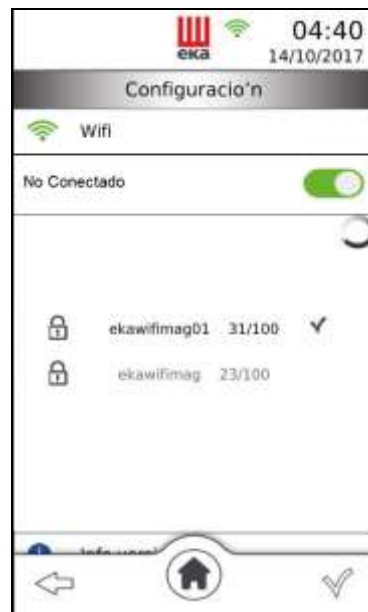 eka
04:40
14/10/2017
Configuracio'n
Wifi
No Conectado
ekawifimag01 31/100
ekawifimag 23/100